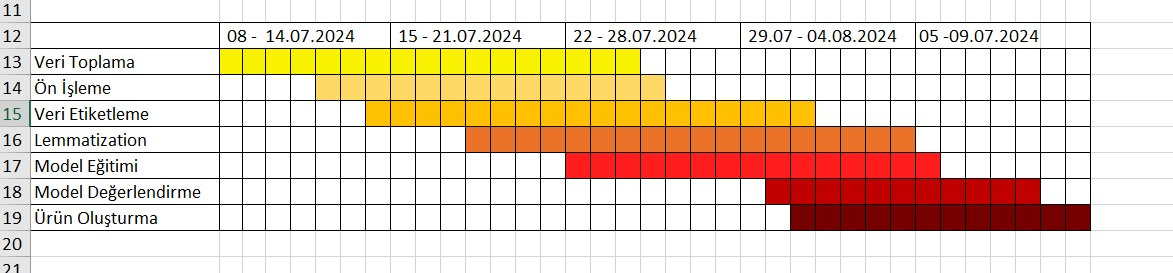 11
12 08 - 14.07.2024 15 - 21.07.2024 22 - 28.07.2024 29.07 - 04.08.2024 05 -09.07.2024
13 Veri Toplama
14 Ön İşleme
15 Veri Etiketleme
16 Lemmatization
17 Model Eğitimi
18 Model Değerlendirme
19 Ürün Oluşturma
20
21